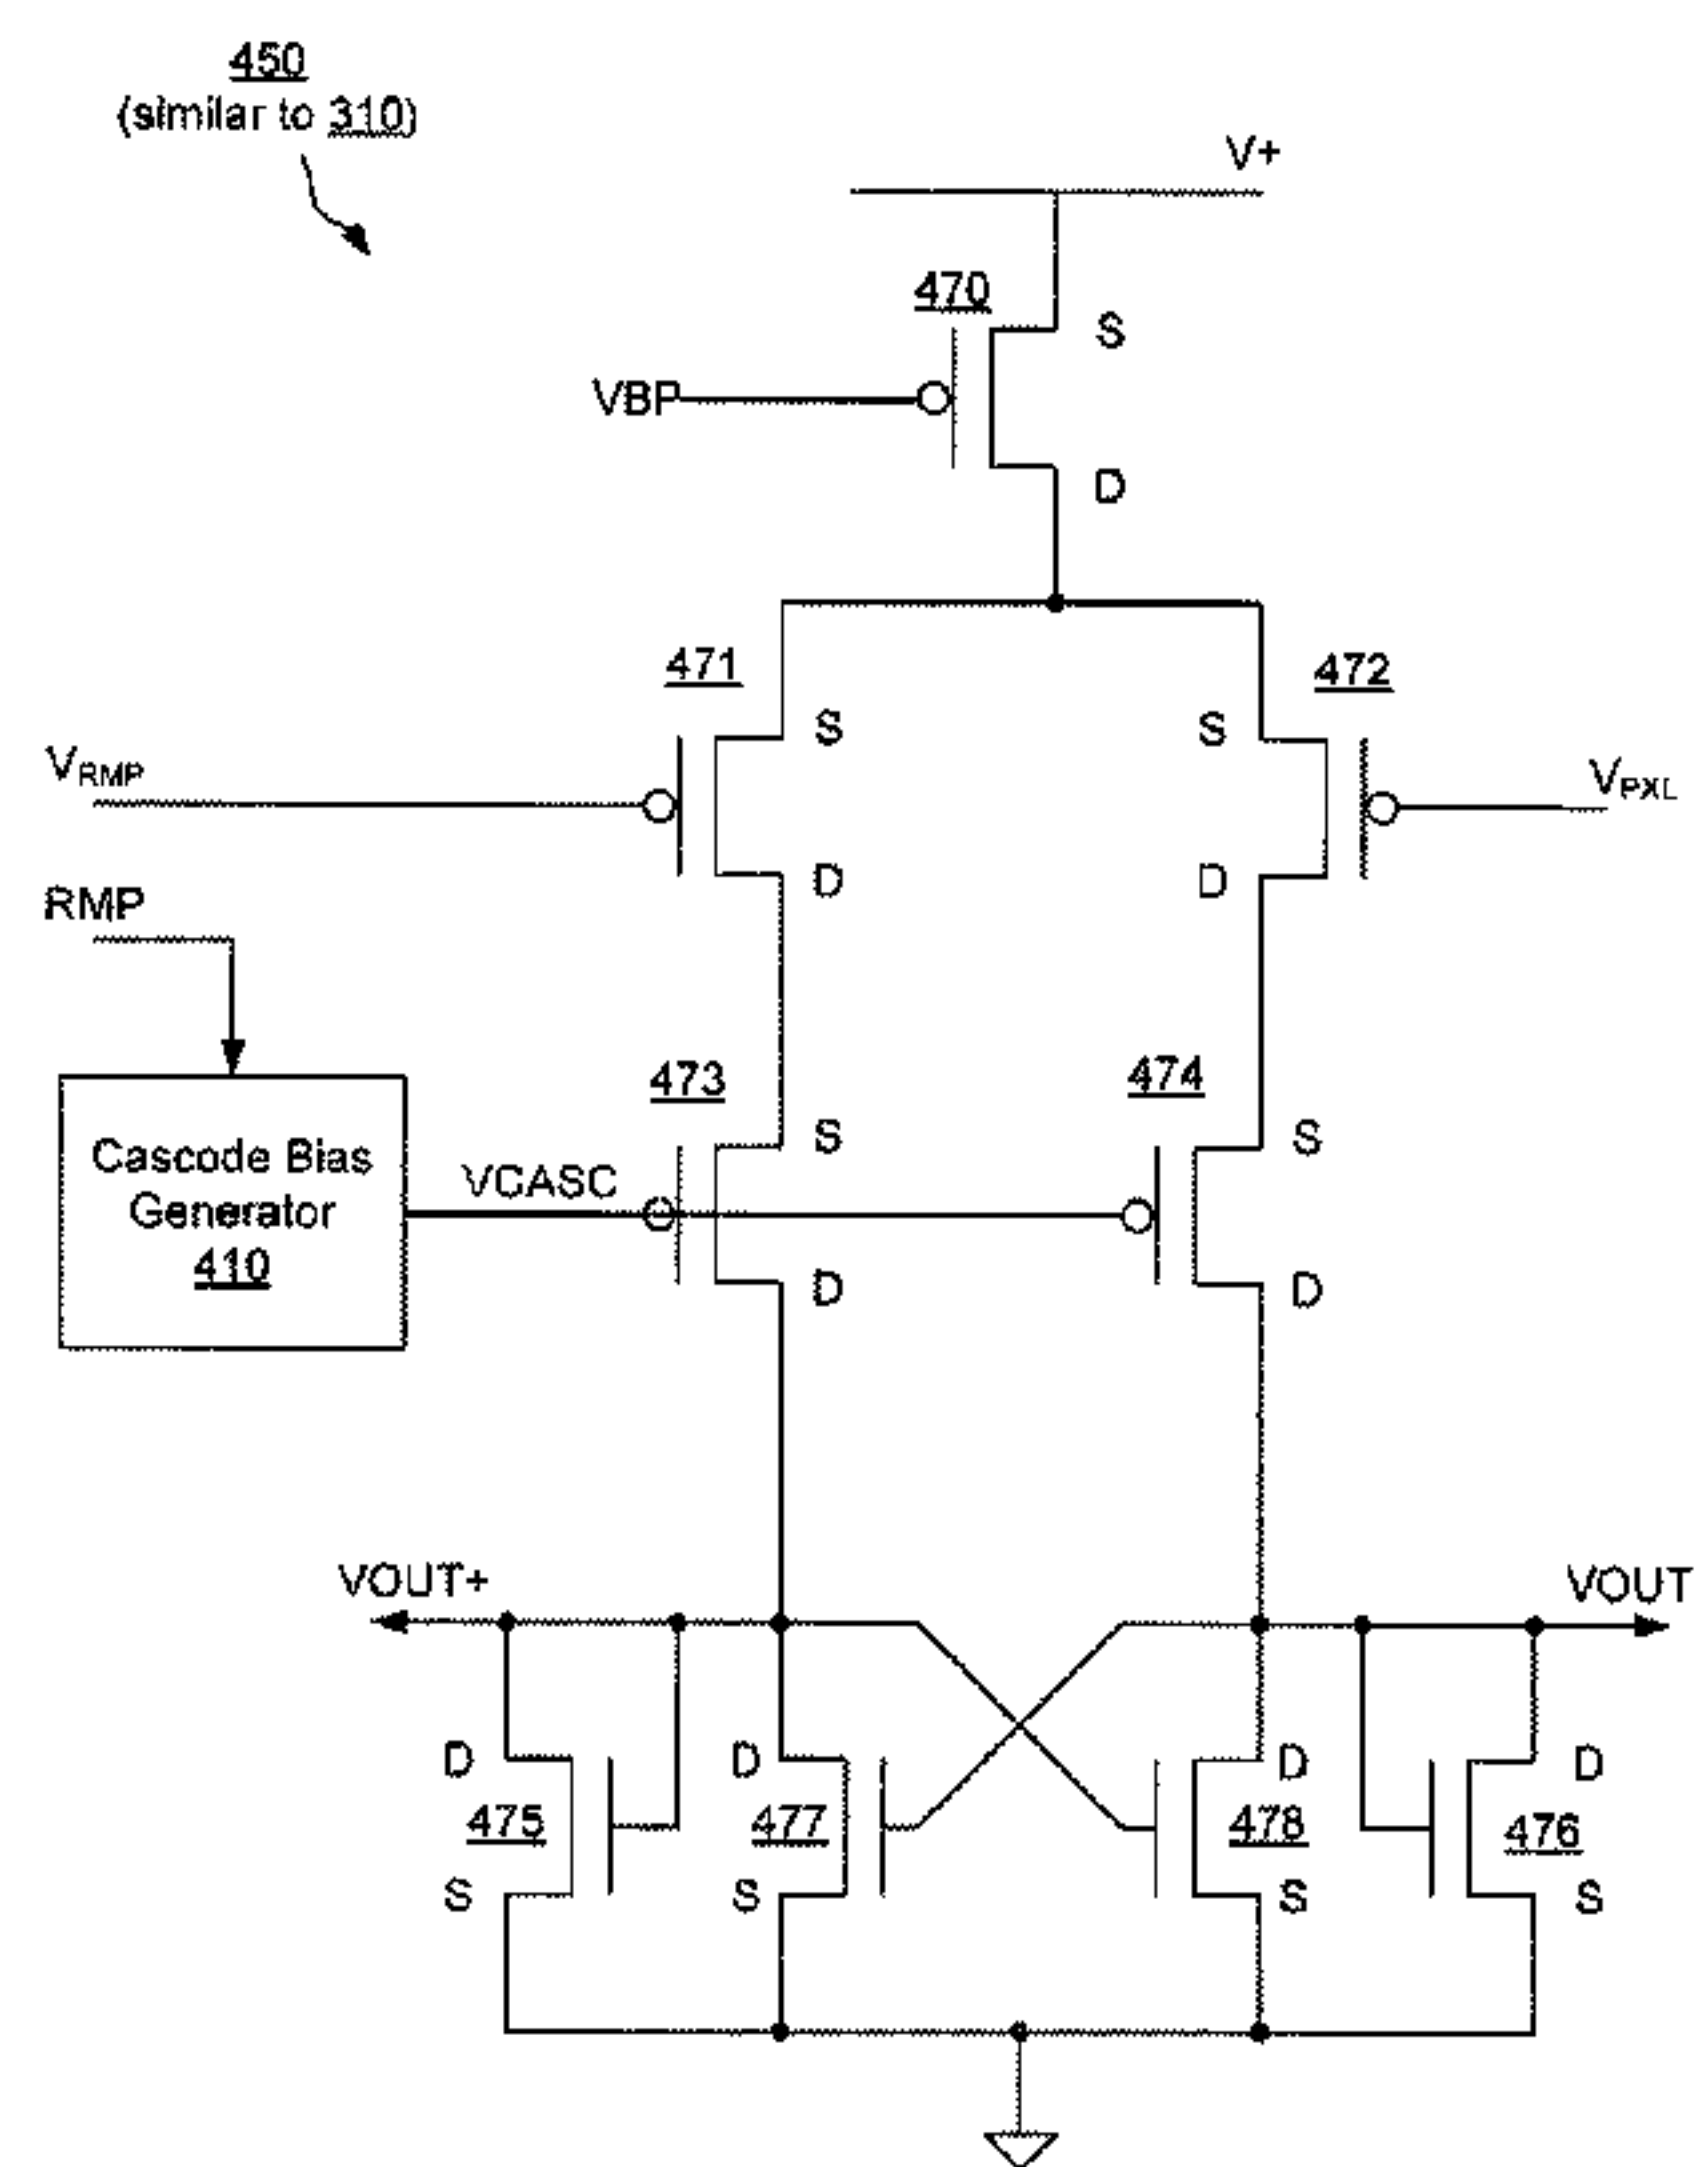 450
(similar to 310)
V+
470
S
VBP
D
471
472
S
S
VRMP
VPXL
D
D
RMP
473
474
S
S
Cascode Bias
Generator
410
VCASC
D
D
VOUT+
VOUT
D
D
D
D
475
477
478
476
S
S
S
S